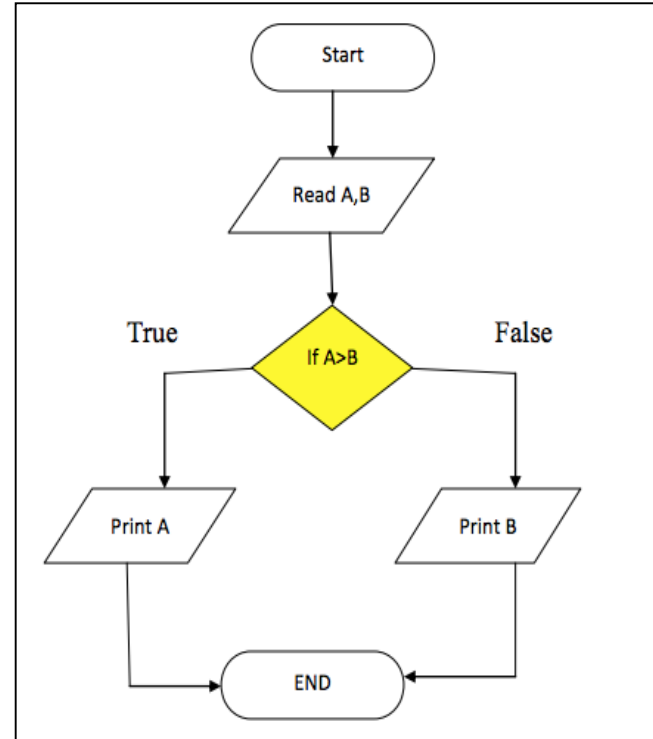 Start
Read A,B
True
False
If A>B
Print A
Print B
END